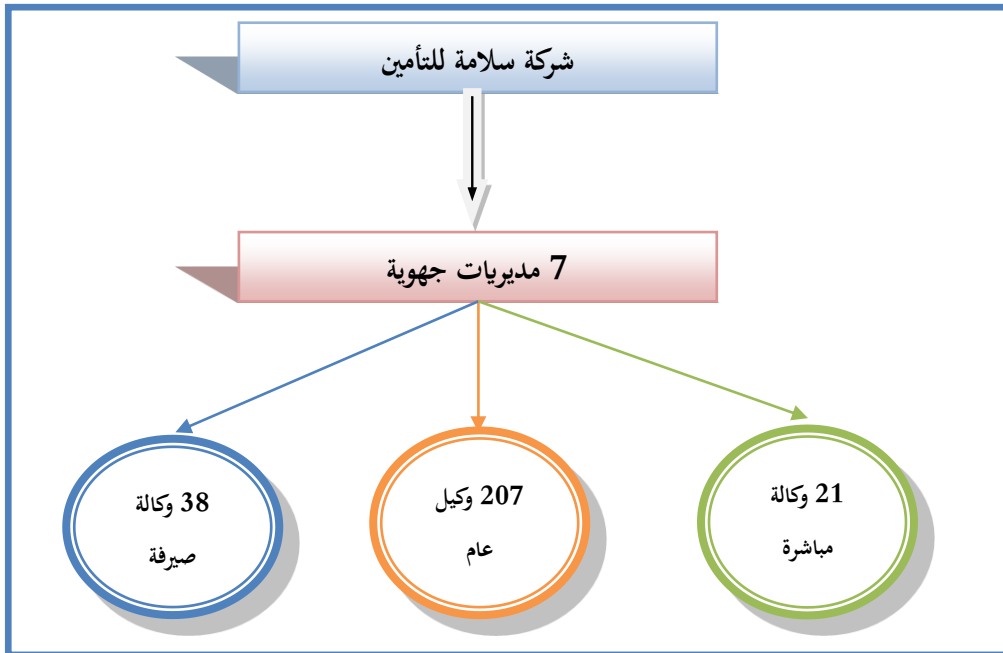 شركة سلامة للتأمين
7 مديريات جهوية
21 وكالة
مباشرة
207 وكيل
عام
38 وكالة
صيرفة